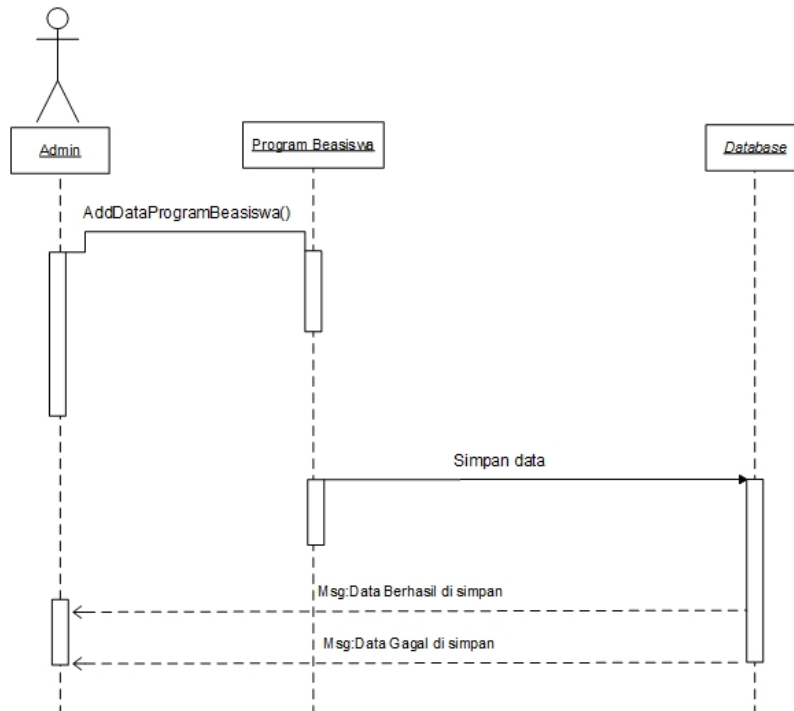 Admin
Program Beasiswa
Database
AddDataProgramBeasiswa()
Simpan data
Msg:Data Berhasil di simpan
Msg:Data Gagal di simpan